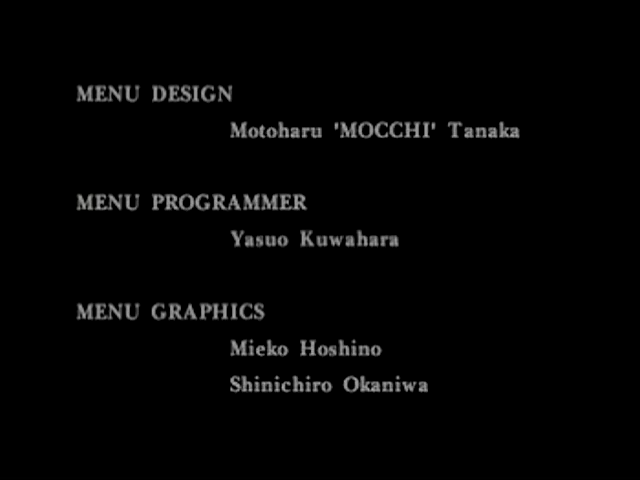 MENU DESIGN
Motoharu 'MOCCHI' Tanaka
MENU PROGRAMMER
Yasuo Kuwahara
MENU GRAPHICS
Mieko Hoshino
Shinichiro Okaniwa